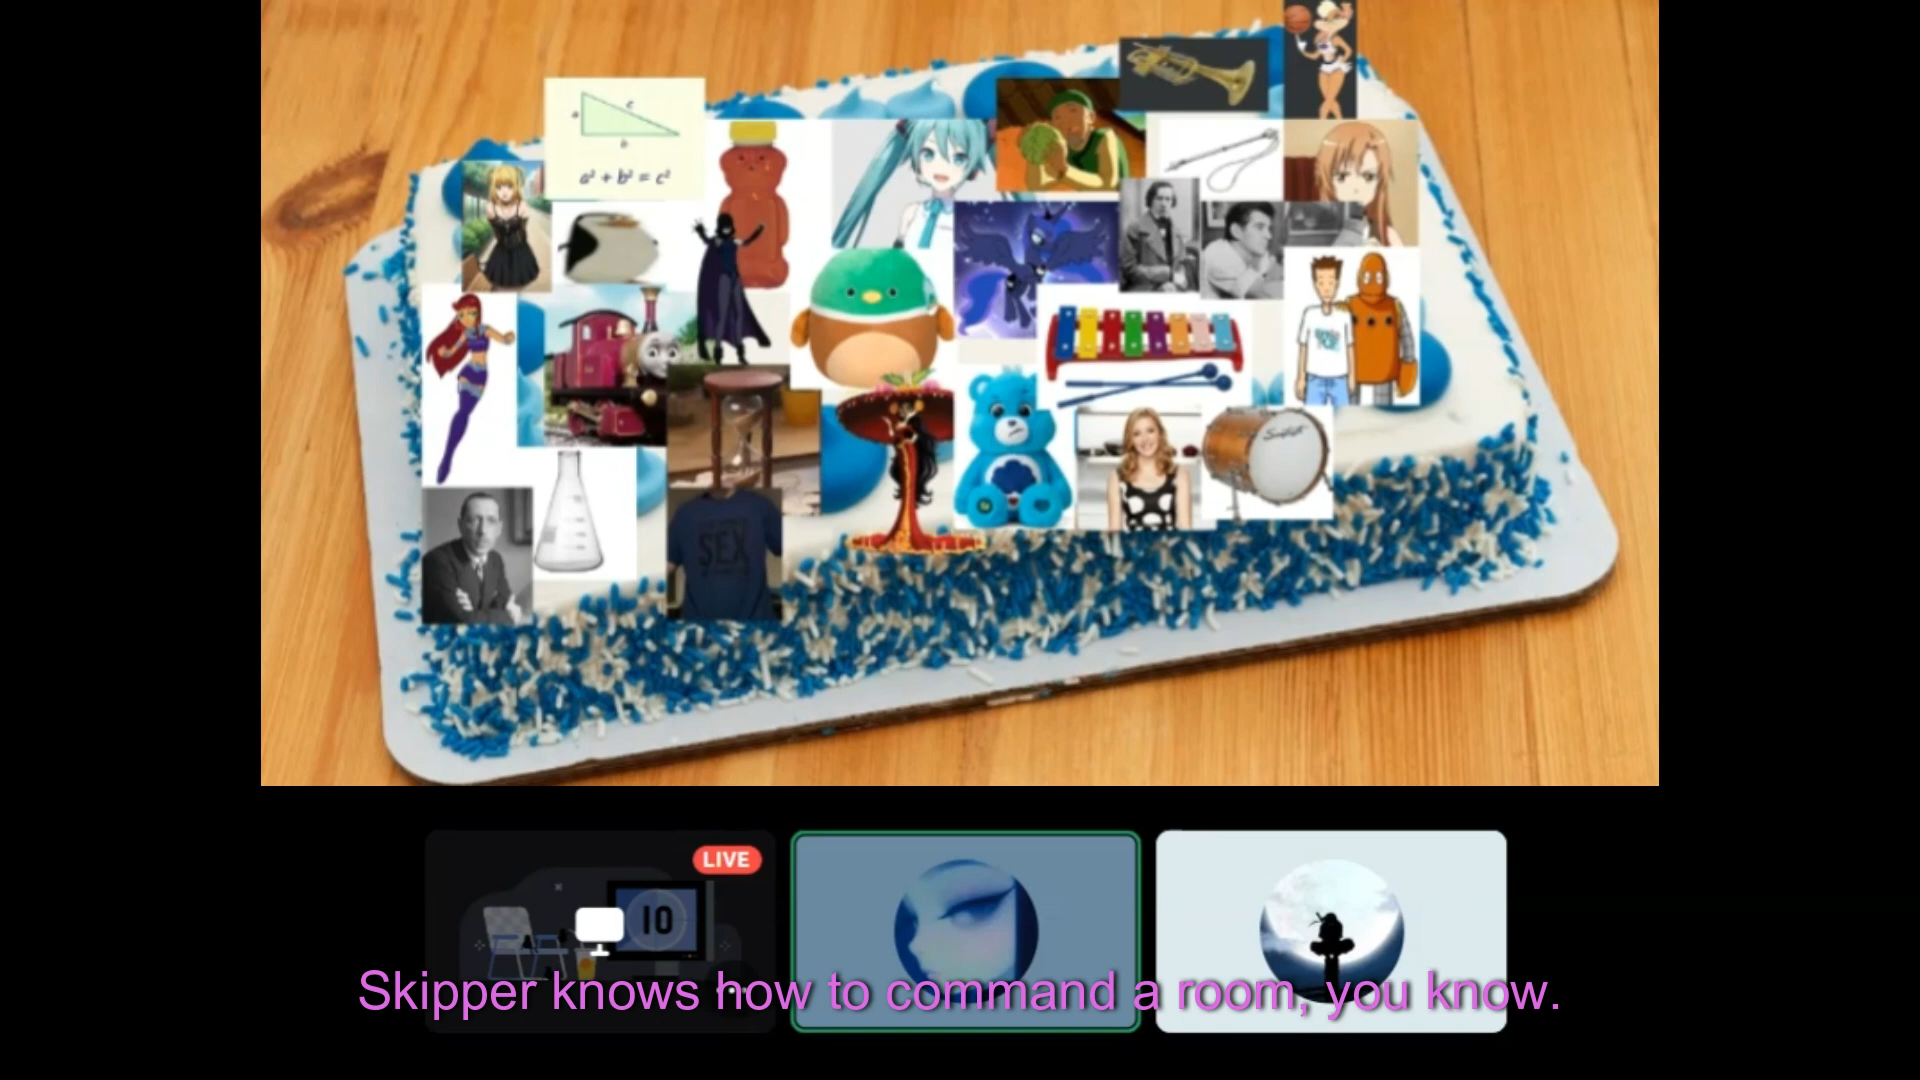 c
a
b
a² + b² = c²
SEX
LIVE
10
Skipper knows how to command a room, you know.